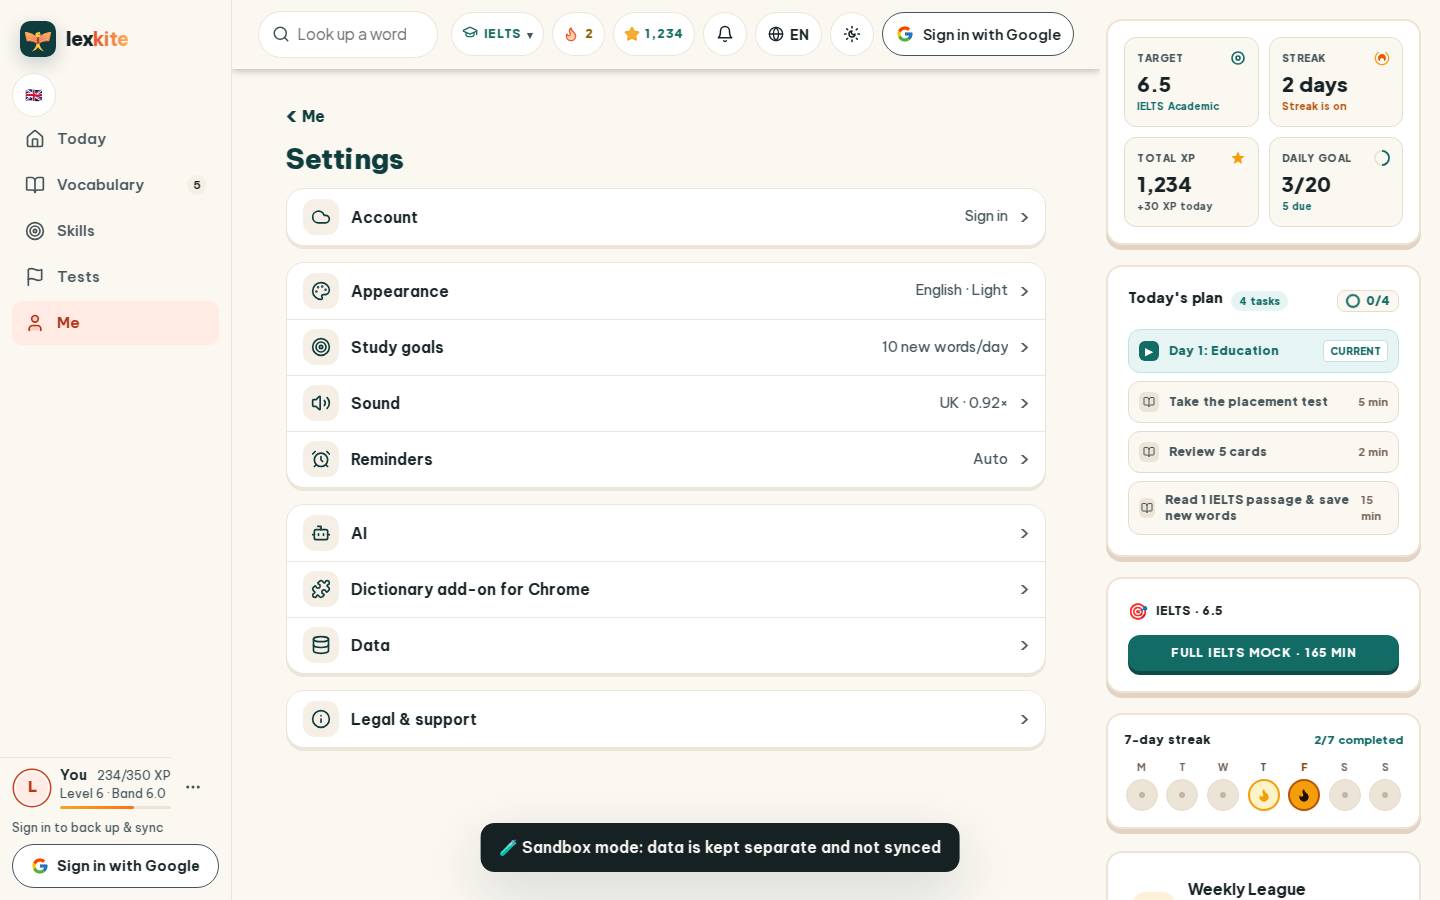 lexkite
Today
Vocabulary 5
Skills
Tests
Me
You 234/350 XP
Level 6 · Band 6.0
Sign in to back up & sync
Sign in with Google
Look up a word
IELTS ▾
2
1,234
EN
Sign in with Google
‹ Me
Settings
Account Sign in ›
Appearance English · Light ›
Study goals 10 new words/day ›
Sound UK · 0.92× ›
Reminders Auto ›
AI ›
Dictionary add-on for Chrome ›
Data ›
Legal & support ›
🧪 Sandbox mode: data is kept separate and not synced
TARGET
6.5
IELTS Academic
STREAK
2 days
Streak is on
TOTAL XP
1,234
+30 XP today
DAILY GOAL
3/20
5 due
Today's plan 4 tasks 0/4
Day 1: Education CURRENT
Take the placement test 5 min
Review 5 cards 2 min
Read 1 IELTS passage & save 15
new words min
IELTS · 6.5
FULL IELTS MOCK · 165 MIN
7-day streak 2/7 completed
M T W T F S S
Weekly League
L